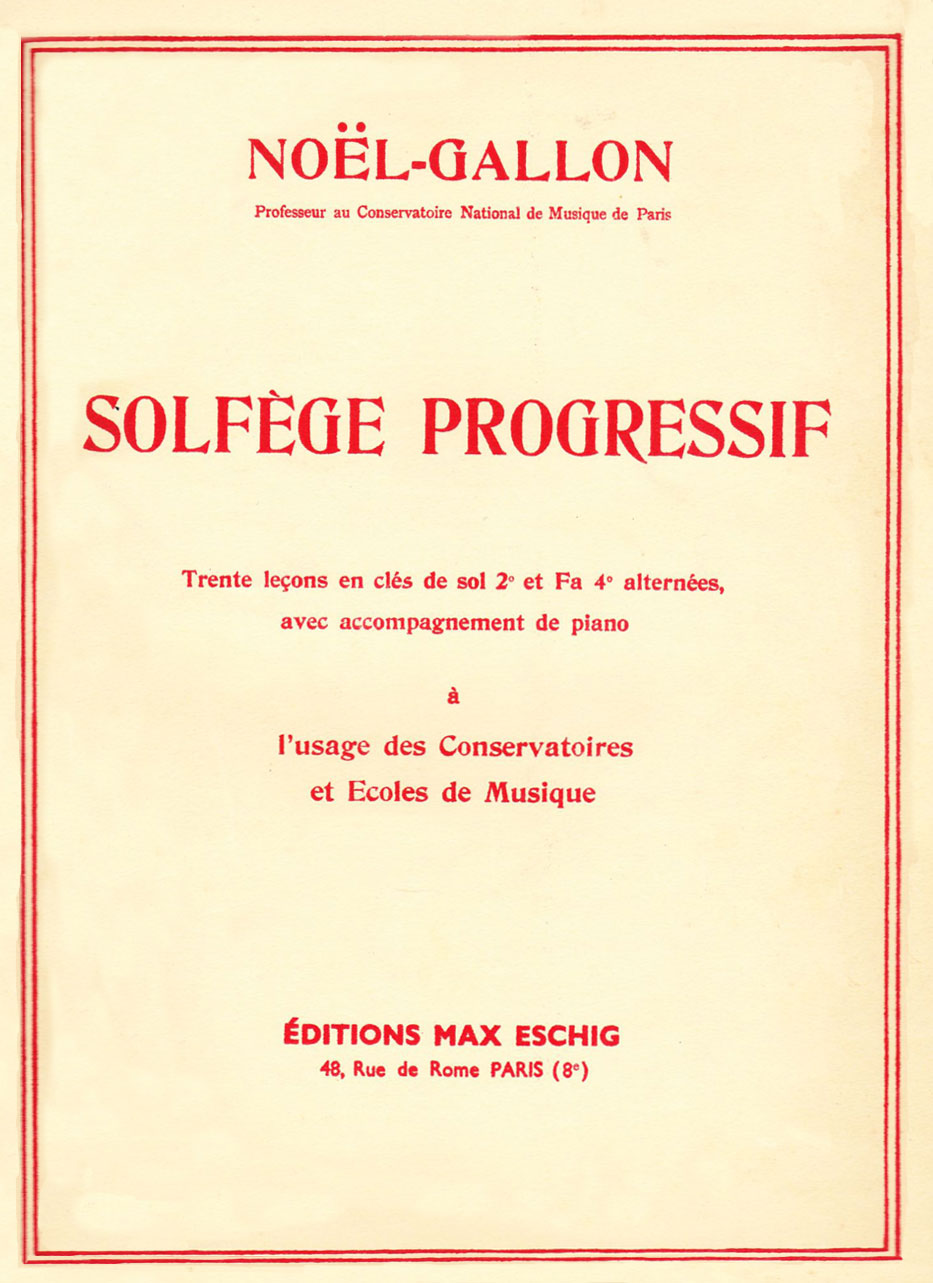 NOËL-GALLON
Professeur au Conservatoire National de Musique de Paris
SOLFÈGE PROGRESSIF
Trente leçons en clés de sol 2e et Fa 4e alternées,
avec accompagnement de piano
à
l'usage des Conservatoires
et Ecoles de Musique
ÉDITIONS MAX ESCHIG
48, Rue de Rome PARIS (8e)